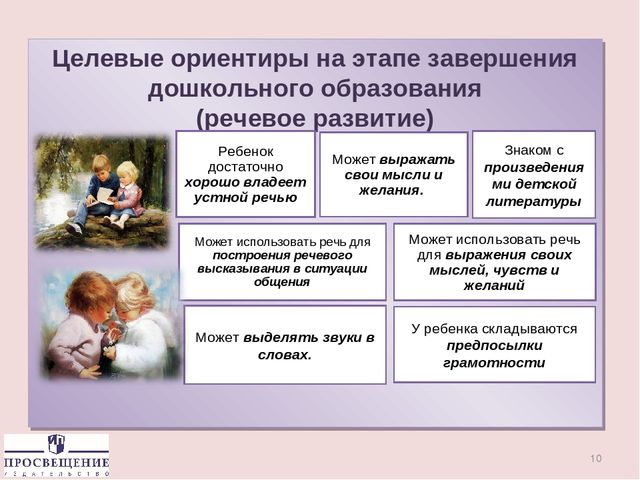 Целевые ориентиры на этапе завершения
дошкольного образования
(речевое развитие)
Ребенок
достаточно
хорошо владеет
устной речью
Может выражать
свои мысли и
желания.
Знаком с
произведения
ми детской
литературы
Может использовать речь для
построения речевого
высказывания в ситуации
общения
Может использовать речь
для выражения своих
мыслей, чувств и
желаний
Может выделять звуки в
словах.
У ребенка складываются
предпосылки
грамотности
ПРОСВЕЩЕНИЕ
ИЗДАТЕЛЬСТВО
10